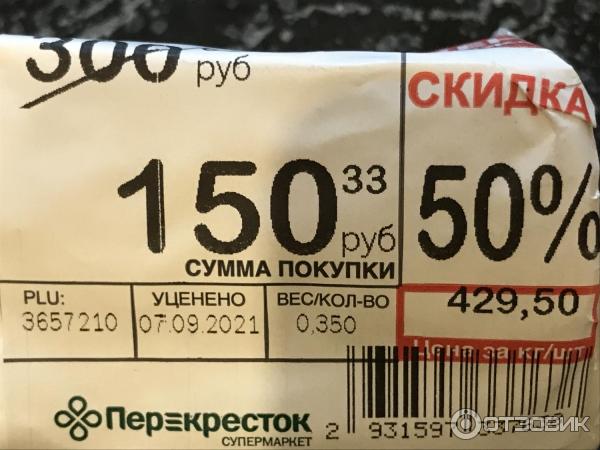 300 руб
СКИДКА
150 33 руб
50%
СУММА ПОКУПКИ
PLU: УЦЕНЕНО ВЕС/КОЛ-ВО
3657210 07.09.2021 0,350
429,50
Цена за кг/шт
Перекресток
СУПЕРМАРКЕТ
2 931597
ОТЗОВИК